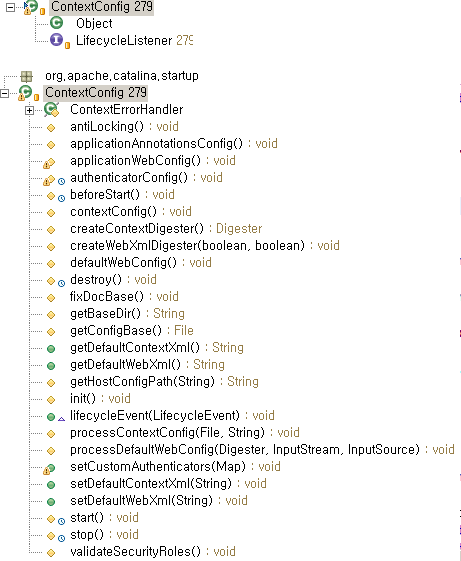 ContextConfig 279
Object
LifecycleListener 279
org.apache.catalina.startup
ContextConfig 279
ContextErrorHandler
antiLocking() : void
applicationAnnotationsConfig() : void
applicationWebConfig() : void
authenticatorConfig() : void
beforeStart() : void
contextConfig() : void
createContextDigester() : Digester
createWebXmlDigester(boolean, boolean) : void
defaultWebConfig() : void
destroy() : void
fixDocBase() : void
getBaseDir() : String
getConfigBase() : File
getDefaultContextXml() : String
getDefaultWebXml() : String
getHostConfigPath(String) : String
init() : void
lifecycleEvent(LifecycleEvent) : void
processContextConfig(File, String) : void
processDefaultWebConfig(Digester, InputStream, InputSource) : void
setCustomAuthenticators(Map) : void
setDefaultContextXml(String) : void
setDefaultWebXml(String) : void
start() : void
stop() : void
validateSecurityRoles() : void